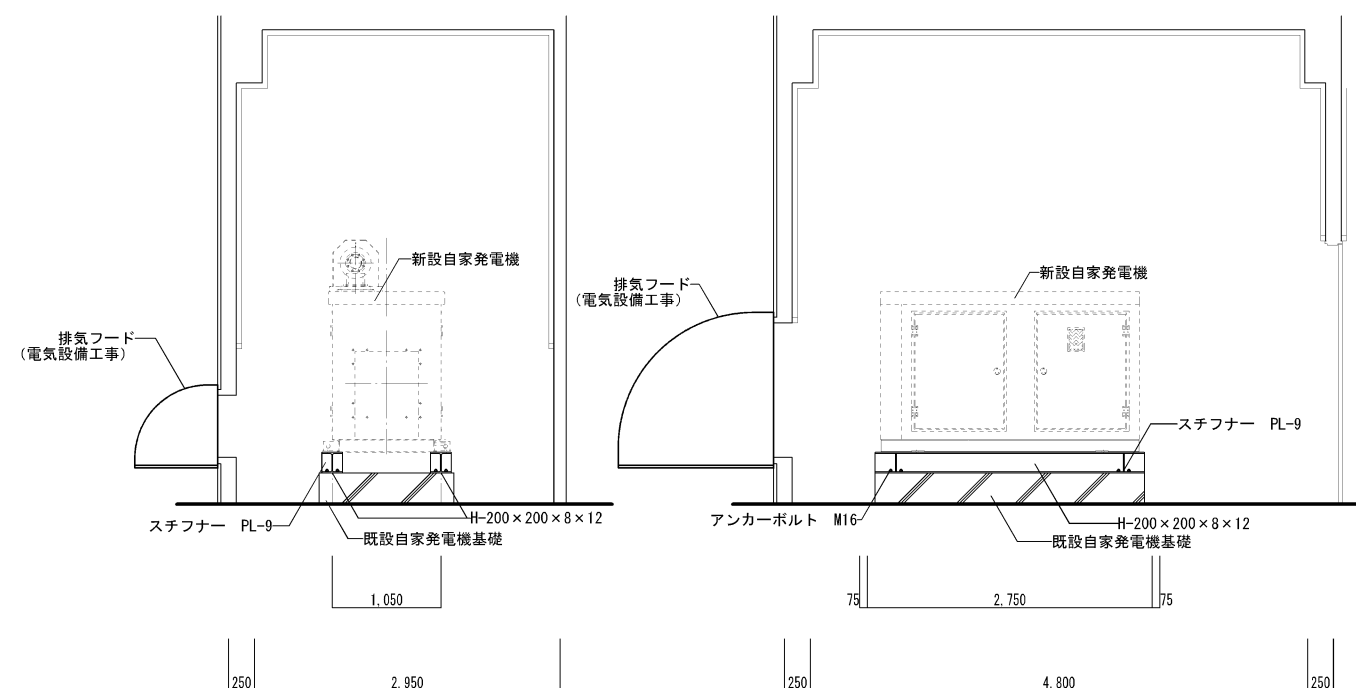 新設自家発電機
排気フード
(電気設備工事)
スチフナー PL-9
H-200×200×8×12
既設自家発電機基礎
1,050
250
2,950
新設自家発電機
排気フード
(電気設備工事)
スチフナー PL-9
アンカーボルト M16
H-200×200×8×12
既設自家発電機基礎
75
2,750
75
250
4,800
250